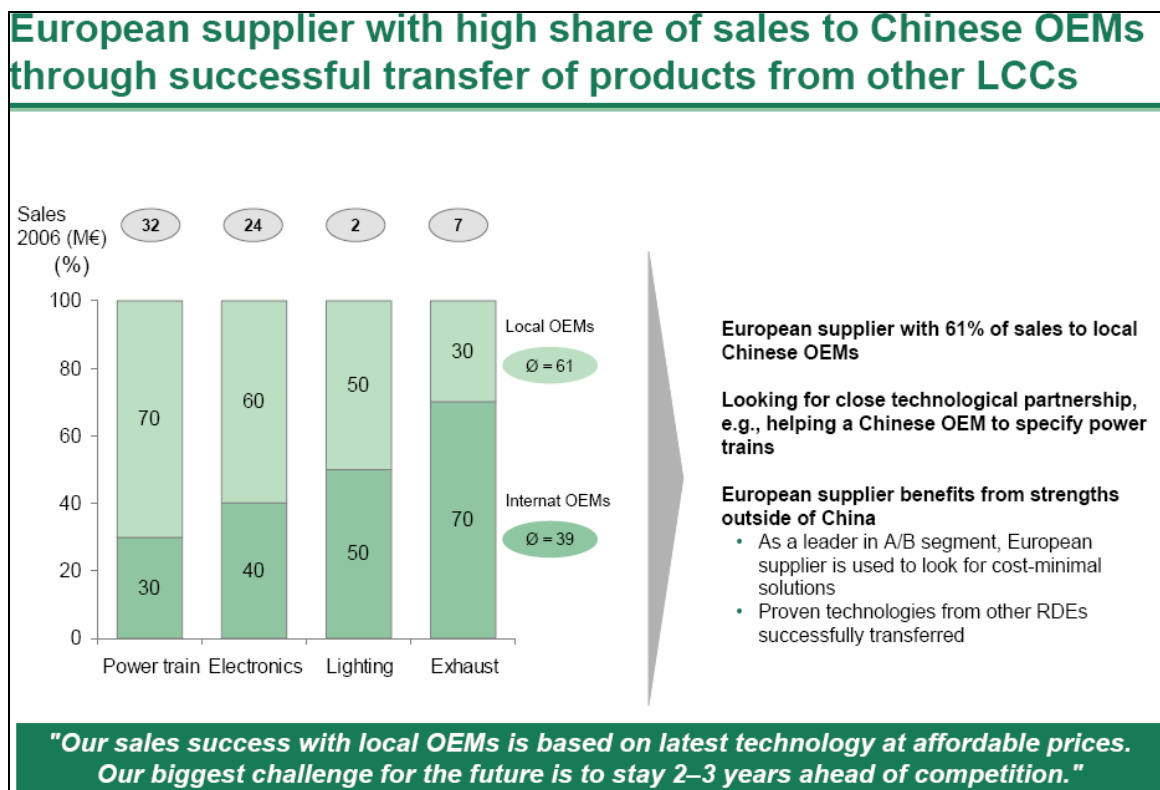 European supplier with high share of sales to Chinese OEMs
through successful transfer of products from other LCCs
Sales
2006 (M€)
32
24
2
7
(%)
100
80
60
40
20
0
70
30
60
40
50
50
30
70
Power train
Electronics
Lighting
Exhaust
Local OEMs
Ø = 61
Internat OEMs
Ø = 39
European supplier with 61% of sales to local
Chinese OEMs
Looking for close technological partnership,
e.g., helping a Chinese OEM to specify power
trains
European supplier benefits from strengths
outside of China
• As a leader in A/B segment, European
supplier is used to look for cost-minimal
solutions
• Proven technologies from other RDEs
successfully transferred
"Our sales success with local OEMs is based on latest technology at affordable prices.
Our biggest challenge for the future is to stay 2–3 years ahead of competition."